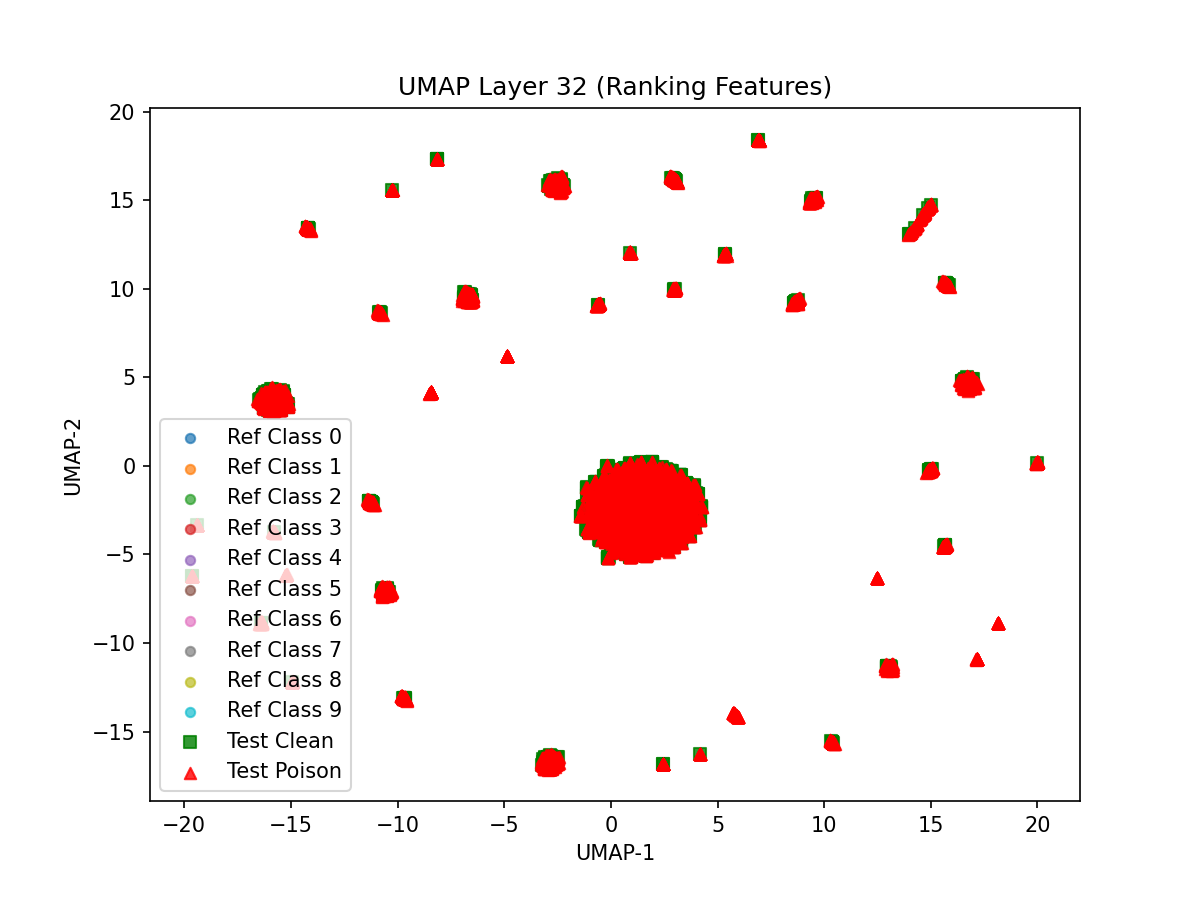 UMAP Layer 32 (Ranking Features)
20
15
10
5
0
−5
−10
−15
UMAP-2
Ref Class 0
Ref Class 1
Ref Class 2
Ref Class 3
Ref Class 4
Ref Class 5
Ref Class 6
Ref Class 7
Ref Class 8
Ref Class 9
Test Clean
Test Poison
−20 −15 −10 −5 0 5 10 15 20
UMAP-1